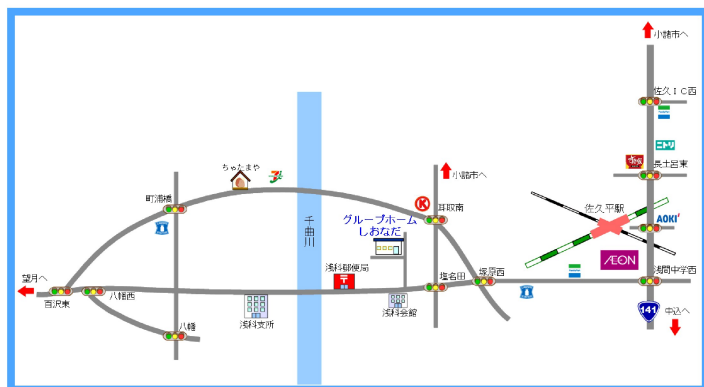 小諸市へ
佐久ＩＣ西
ニトリ
長土呂東
ちゃたまや
小諸市へ
町浦橋
耳取南
佐久平駅
AOKI
千曲川
グループホーム
しおなだ
ÆON
浅科郵便局
浅間中学西
望月へ
塩名田
塚原西
百沢東
八幡西
浅科支所
浅科会館
141
中込へ
八幡